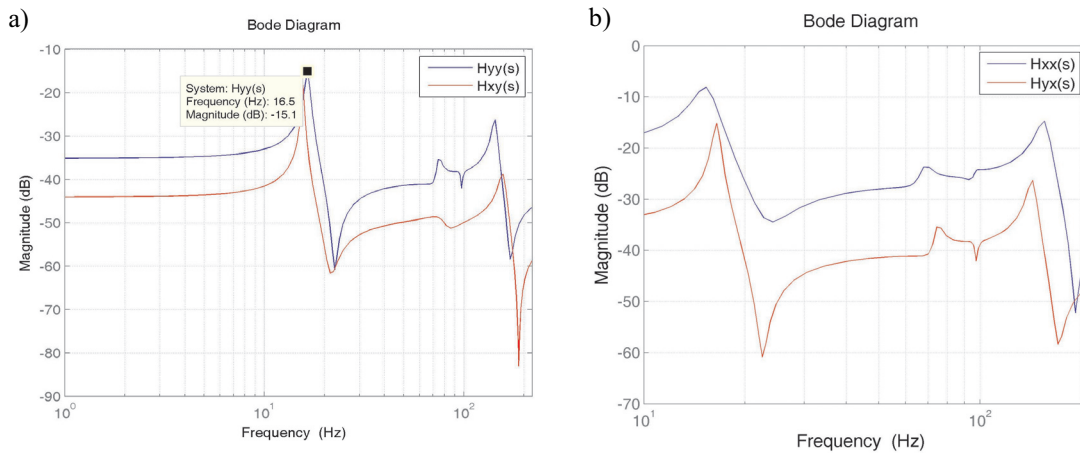 a)
Bode Diagram
-10
-20
-30
-40
-50
-60
-70
-80
-90
Magnitude (dB)
System: Hyy(s)
Frequency (Hz): 16.5
Magnitude (dB): -15.1
Hyy(s)
Hxy(s)
10^0
10^1
10^2
Frequency (Hz)
b)
Bode Diagram
0
-10
-20
-30
-40
-50
-60
-70
Magnitude (dB)
Hxx(s)
Hyx(s)
10^1
10^2
Frequency (Hz)